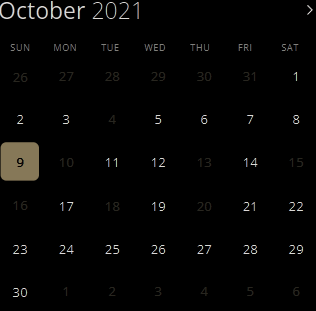 October 2021
SUN MON TUE WED THU FRI SAT
26 27 28 29 30 31 1
2 3 4 5 6 7 8
9 10 11 12 13 14 15
16 17 18 19 20 21 22
23 24 25 26 27 28 29
30 1 2 3 4 5 6